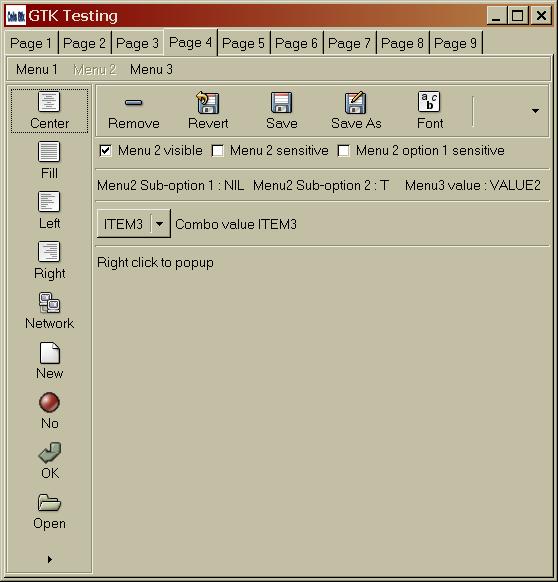 GTK Testing
Page 1 Page 2 Page 3 Page 4 Page 5 Page 6 Page 7 Page 8 Page 9
Menu 1 Menu 2 Menu 3
Center
Fill
Left
Right
Network
New
No
OK
Open
Remove Revert Save Save As Font
Menu 2 visible Menu 2 sensitive Menu 2 option 1 sensitive
Menu2 Sub-option 1 : NIL Menu2 Sub-option 2 : T Menu3 value : VALUE2
ITEM3 Combo value ITEM3
Right click to popup